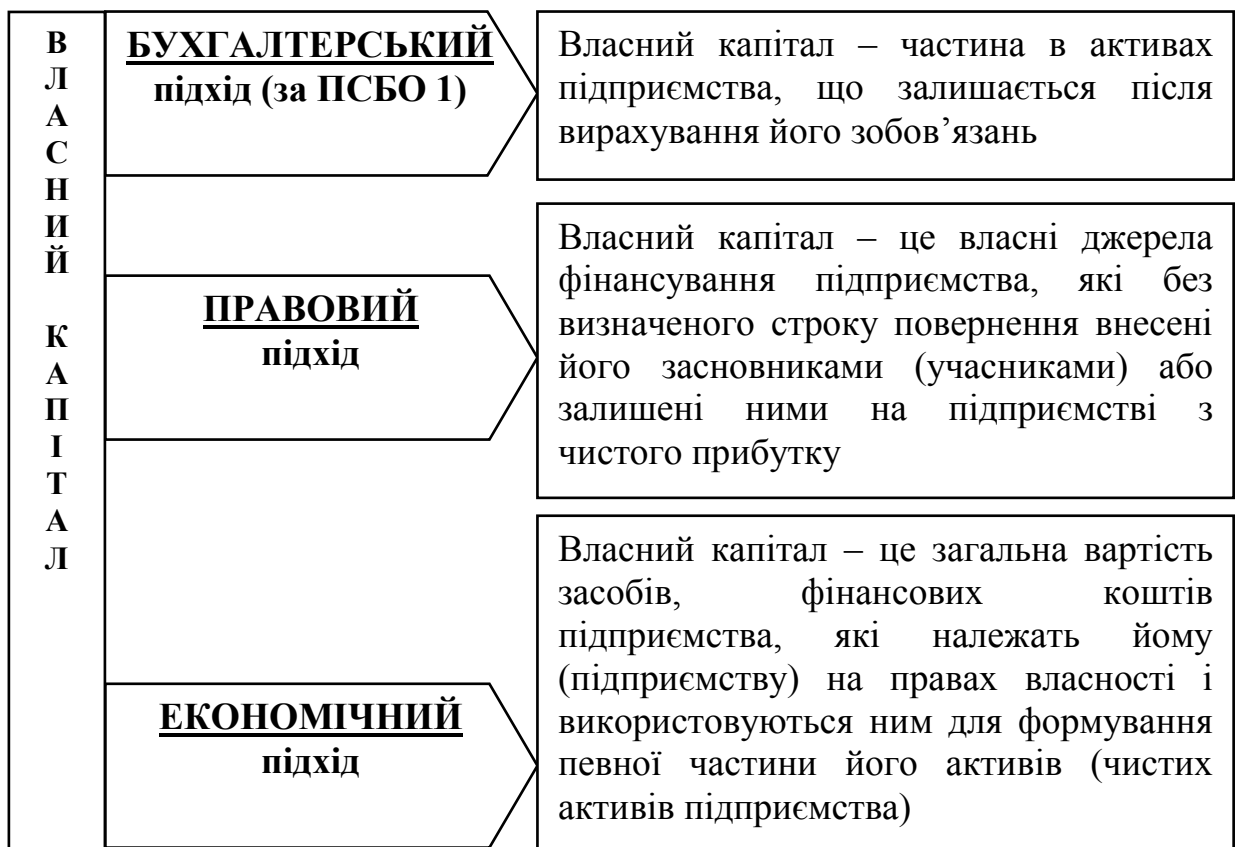 ВЛАСНИЙ КАПІТАЛ
БУХГАЛТЕРСЬКИЙ
підхід (за ПСБО 1)
Власний капітал – частина в активах
підприємства, що залишається після
вирахування його зобов’язань
ПРАВОВИЙ
підхід
Власний капітал – це власні джерела
фінансування підприємства, які без
визначеного строку повернення внесені
його засновниками (учасниками) або
залишені ними на підприємстві з
чистого прибутку
ЕКОНОМІЧНИЙ
підхід
Власний капітал – це загальна вартість
засобів, фінансових коштів
підприємства, які належать йому
(підприємству) на правах власності і
використовуються ним для формування
певної частини його активів (чистих
активів підприємства)